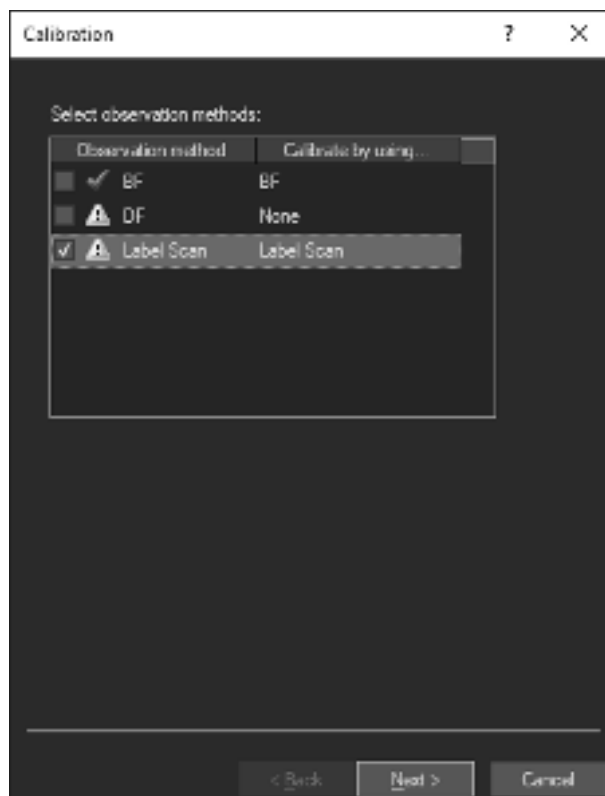 Calibration ? ✕
Select observation methods:
Observation method Calibrate by using...
BF BF
DF None
Label Scan Label Scan
< Back Next > Cancel